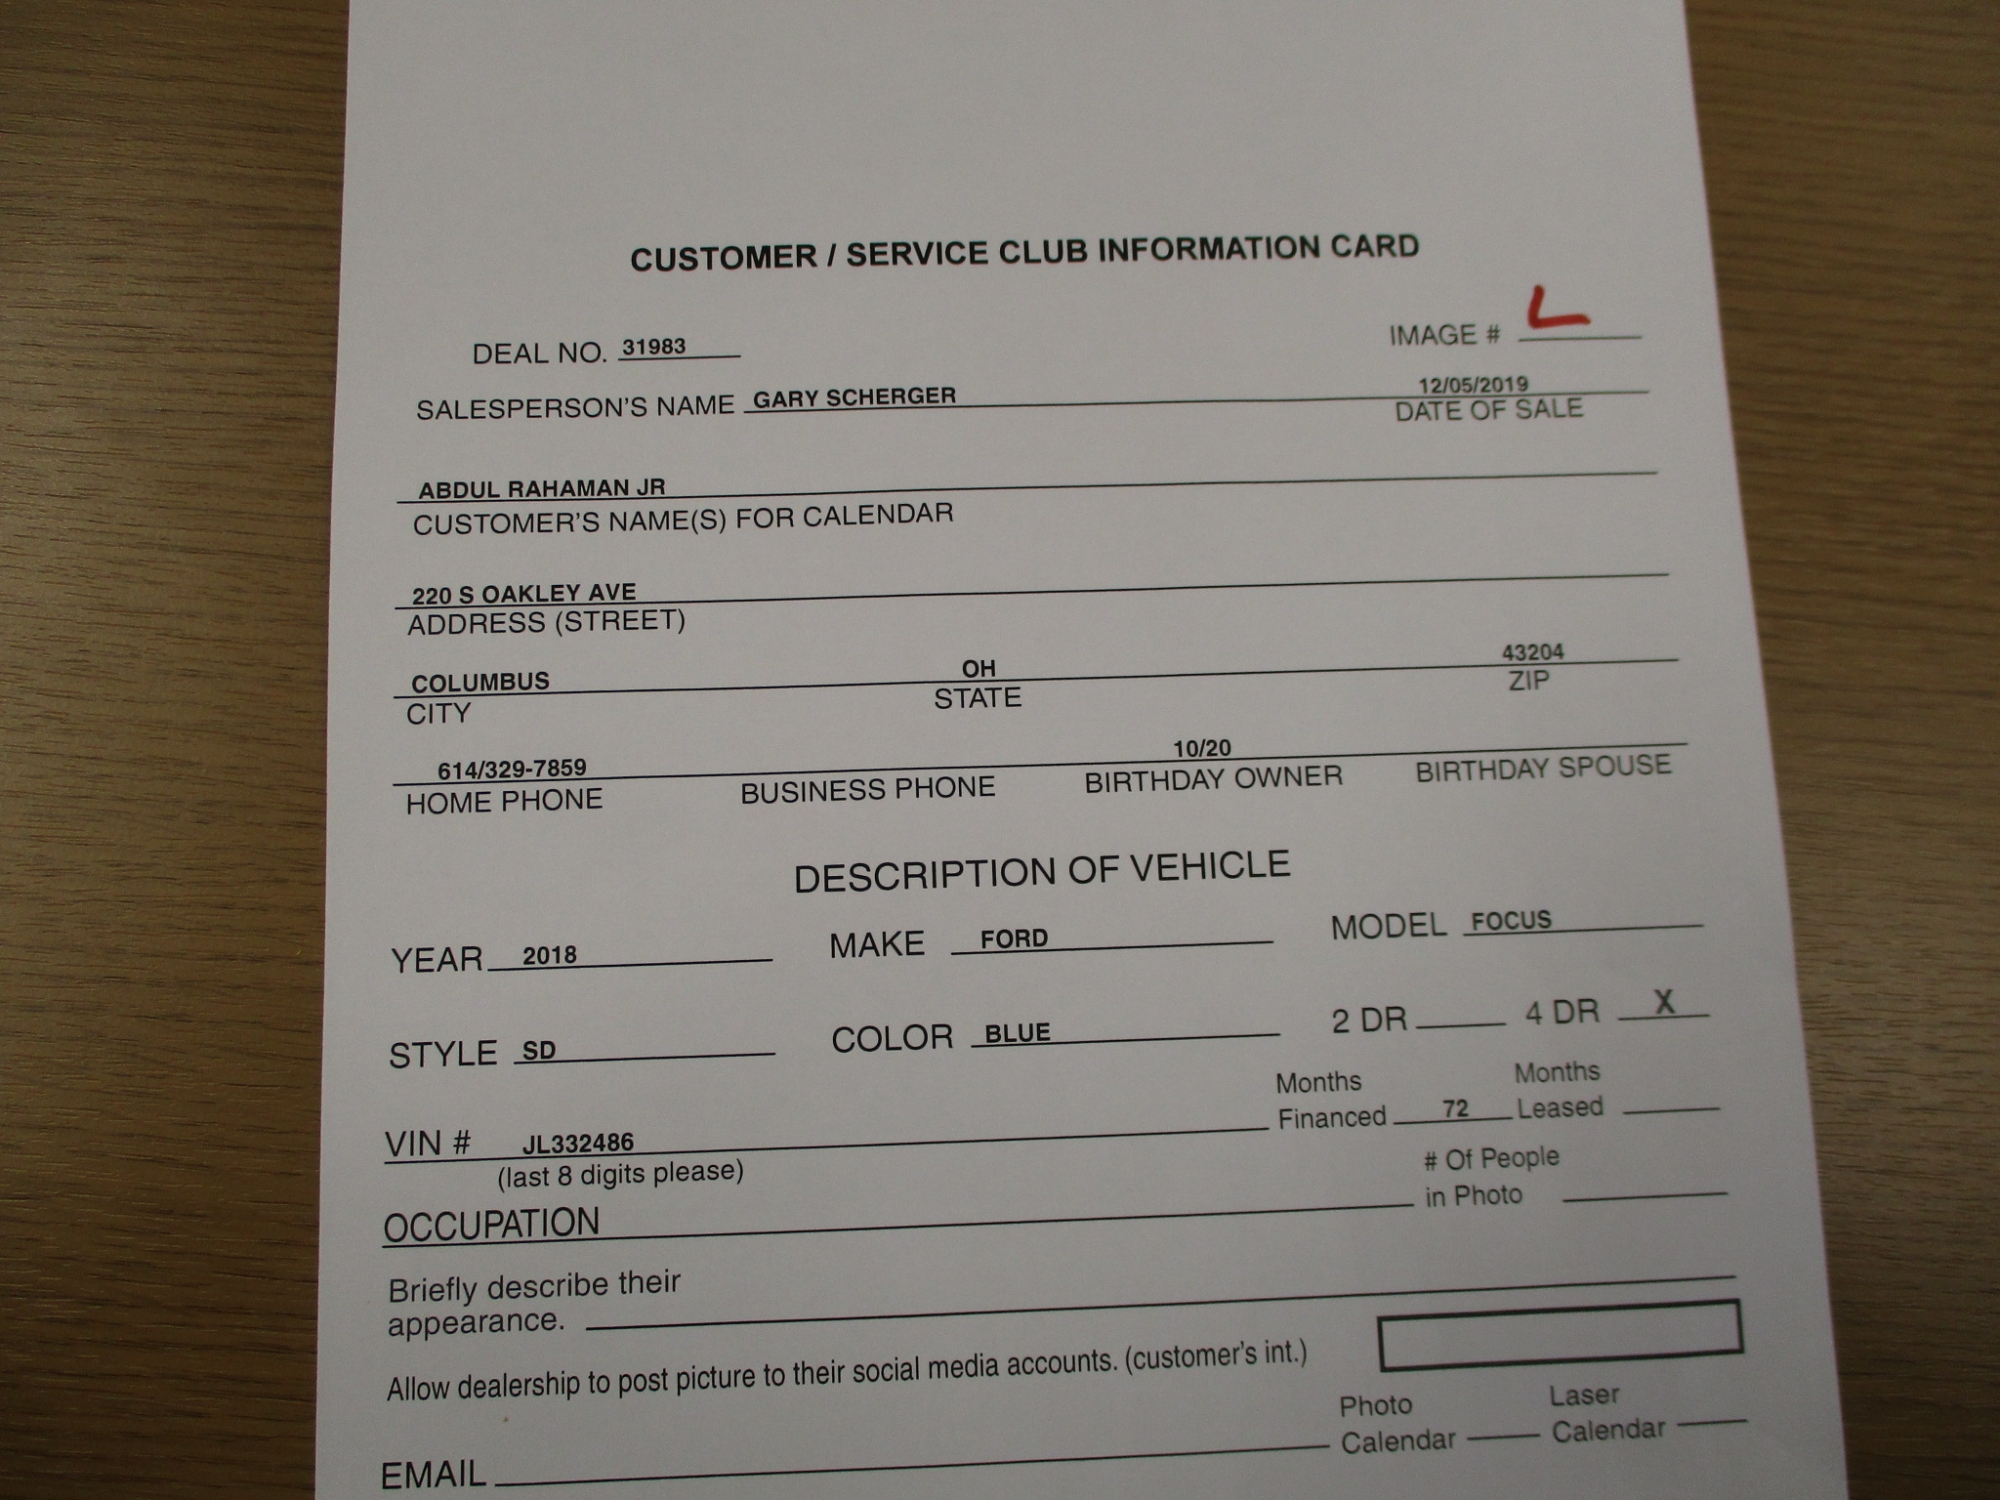 CUSTOMER / SERVICE CLUB INFORMATION CARD
DEAL NO. 31983 IMAGE # L
SALESPERSON'S NAME GARY SCHERGER 12/05/2019
DATE OF SALE
ABDUL RAHAMAN JR
CUSTOMER'S NAME(S) FOR CALENDAR
220 S OAKLEY AVE
ADDRESS (STREET)
COLUMBUS OH 43204
CITY STATE ZIP
614/329-7859 10/20
HOME PHONE BUSINESS PHONE BIRTHDAY OWNER BIRTHDAY SPOUSE
DESCRIPTION OF VEHICLE
YEAR 2018 MAKE FORD MODEL FOCUS
STYLE SD COLOR BLUE 2 DR 4 DR X
Months Months
VIN # JL332486 Financed 72 Leased
(last 8 digits please) # Of People
OCCUPATION in Photo
Briefly describe their
appearance.
Allow dealership to post picture to their social media accounts. (customer's int.)
Photo Laser
EMAIL Calendar Calendar